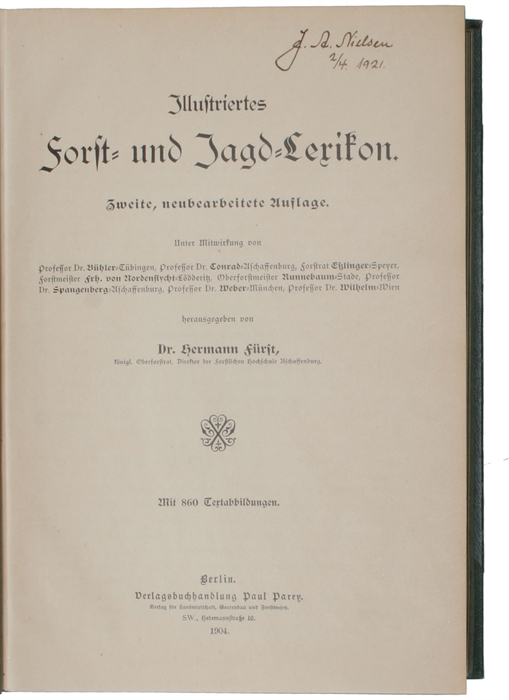 J. A. Nielsen
2/4. 1921.
Illustriertes
Forst- und Jagd-Lexikon.
Zweite, neubearbeitete Auflage.
Unter Mitwirkung von
Professor Dr. Bühler-Tübingen, Professor Dr. Conrad-Aschaffenburg, Forstrat Eßlinger-Speyer,
Forstmeister Frh. von Nordenflycht-Lödderitz, Oberforstmeister Runnebaum-Stade, Professor
Dr. Spangenberg-Aschaffenburg, Professor Dr. Weber-München, Professor Dr. Wilhelm-Wien
herausgegeben von
Dr. Hermann Fürst,
Königl. Oberforstrat, Direktor der Forstlichen Hochschule Aschaffenburg.
Mit 860 Textabbildungen.
Berlin.
Verlagsbuchhandlung Paul Parey.
Verlag für Landwirtschaft, Gartenbau und Forstwesen.
SW., Hedemannstraße 10.
1904.